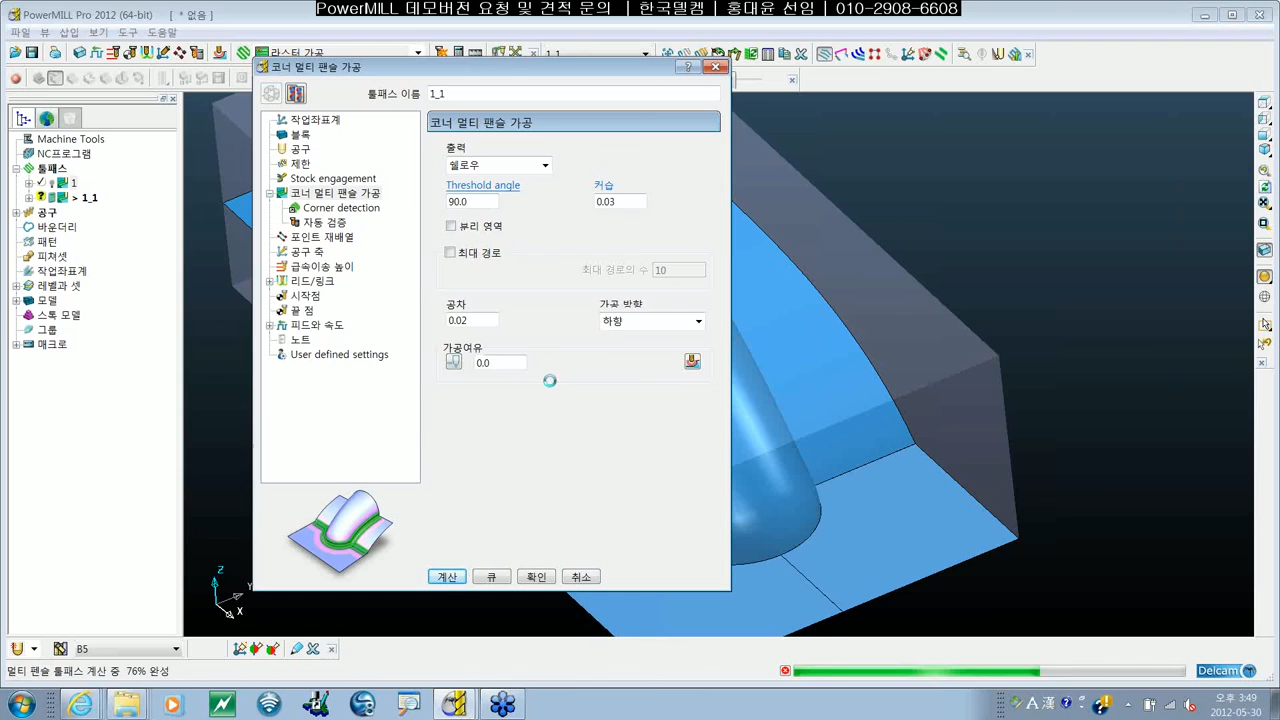 PowerMILL 데모버전 요청 및 견적 문의 | 한국델켐 | 홍대윤 선임 | 010-2908-6608
PowerMILL Pro 2012 (64-bit) [ * 없음 ]
파일 뷰 삽입 보기 도구 도움말
라스터 가공
1_1
코너 멀티 팬슬 가공
툴패스 이름 1_1
작업좌표계
블록
공구
제한
Stock engagement
코너 멀티 팬슬 가공
Corner detection
자동 검증
포인트 재배열
공구 축
급속이송 높이
리드/링크
시작점
끝 점
피드와 속도
노트
User defined settings
코너 멀티 팬슬 가공
출력
쉘로우
Threshold angle 커습
90.0 0.03
분리 영역
최대 경로
최대 경로의 수 10
공차 가공 방향
0.02 하향
가공여유
0.0
계산 큐 확인 취소
Machine Tools
NC프로그램
툴패스
1
> 1_1
공구
바운더리
패턴
피쳐셋
작업좌표계
레벨과 셋
모델
스톡 모델
그룹
매크로
Z
Y
X
B5
멀티 펜슬 툴패스 계산 중 76% 완성
Delcam
A 漢
오후 3:49
2012-05-30